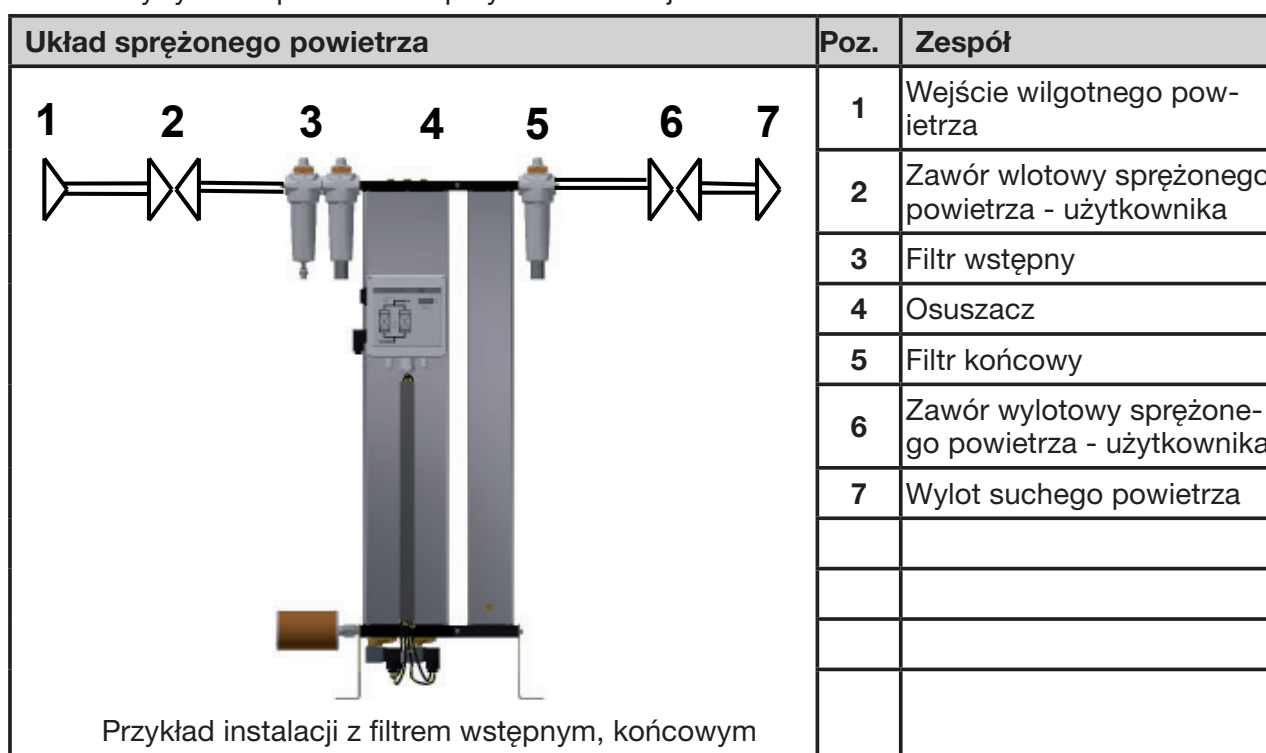 Układ sprężonego powietrza
Poz.
Zespół
1 2 3 4 5 6 7
1
Wejście wilgotnego pow-
ietrza
2
Zawór wlotowy sprężonego
powietrza - użytkownika
3
Filtr wstępny
4
Osuszacz
5
Filtr końcowy
6
Zawór wylotowy sprężone-
go powietrza - użytkownika
7
Wylot suchego powietrza
Przykład instalacji z filtrem wstępnym, końcowym